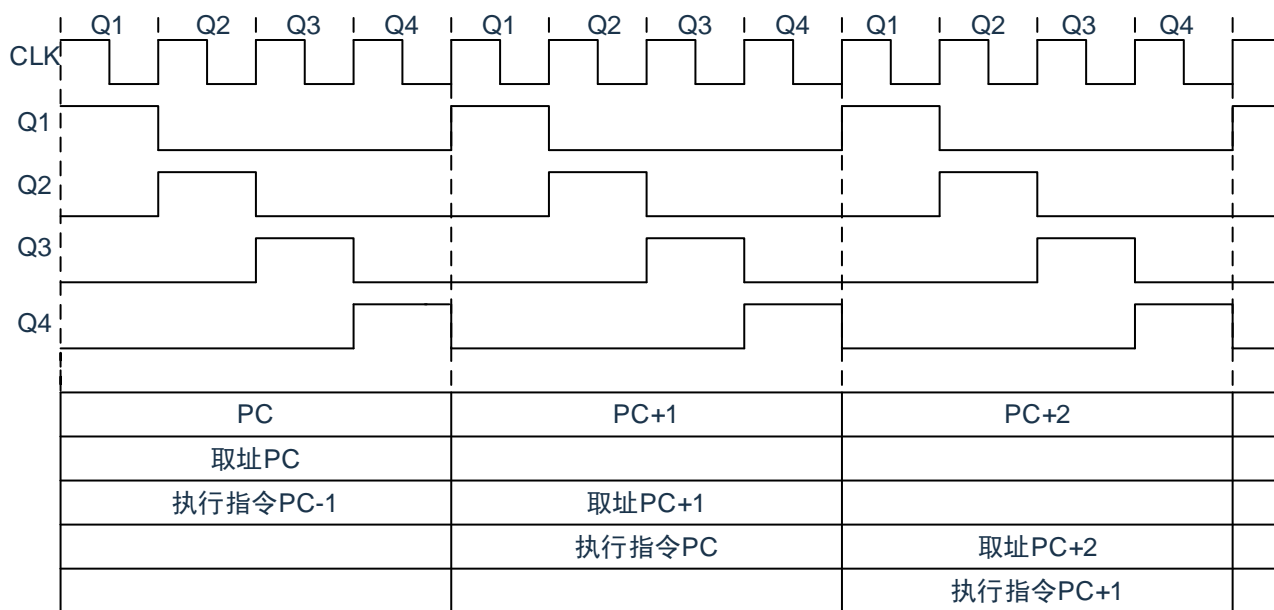 Q1 Q2 Q3 Q4 Q1 Q2 Q3 Q4 Q1 Q2 Q3 Q4
CLK
Q1
Q2
Q3
Q4
PC PC+1 PC+2
取址PC
执行指令PC-1 取址PC+1
执行指令PC 取址PC+2
执行指令PC+1